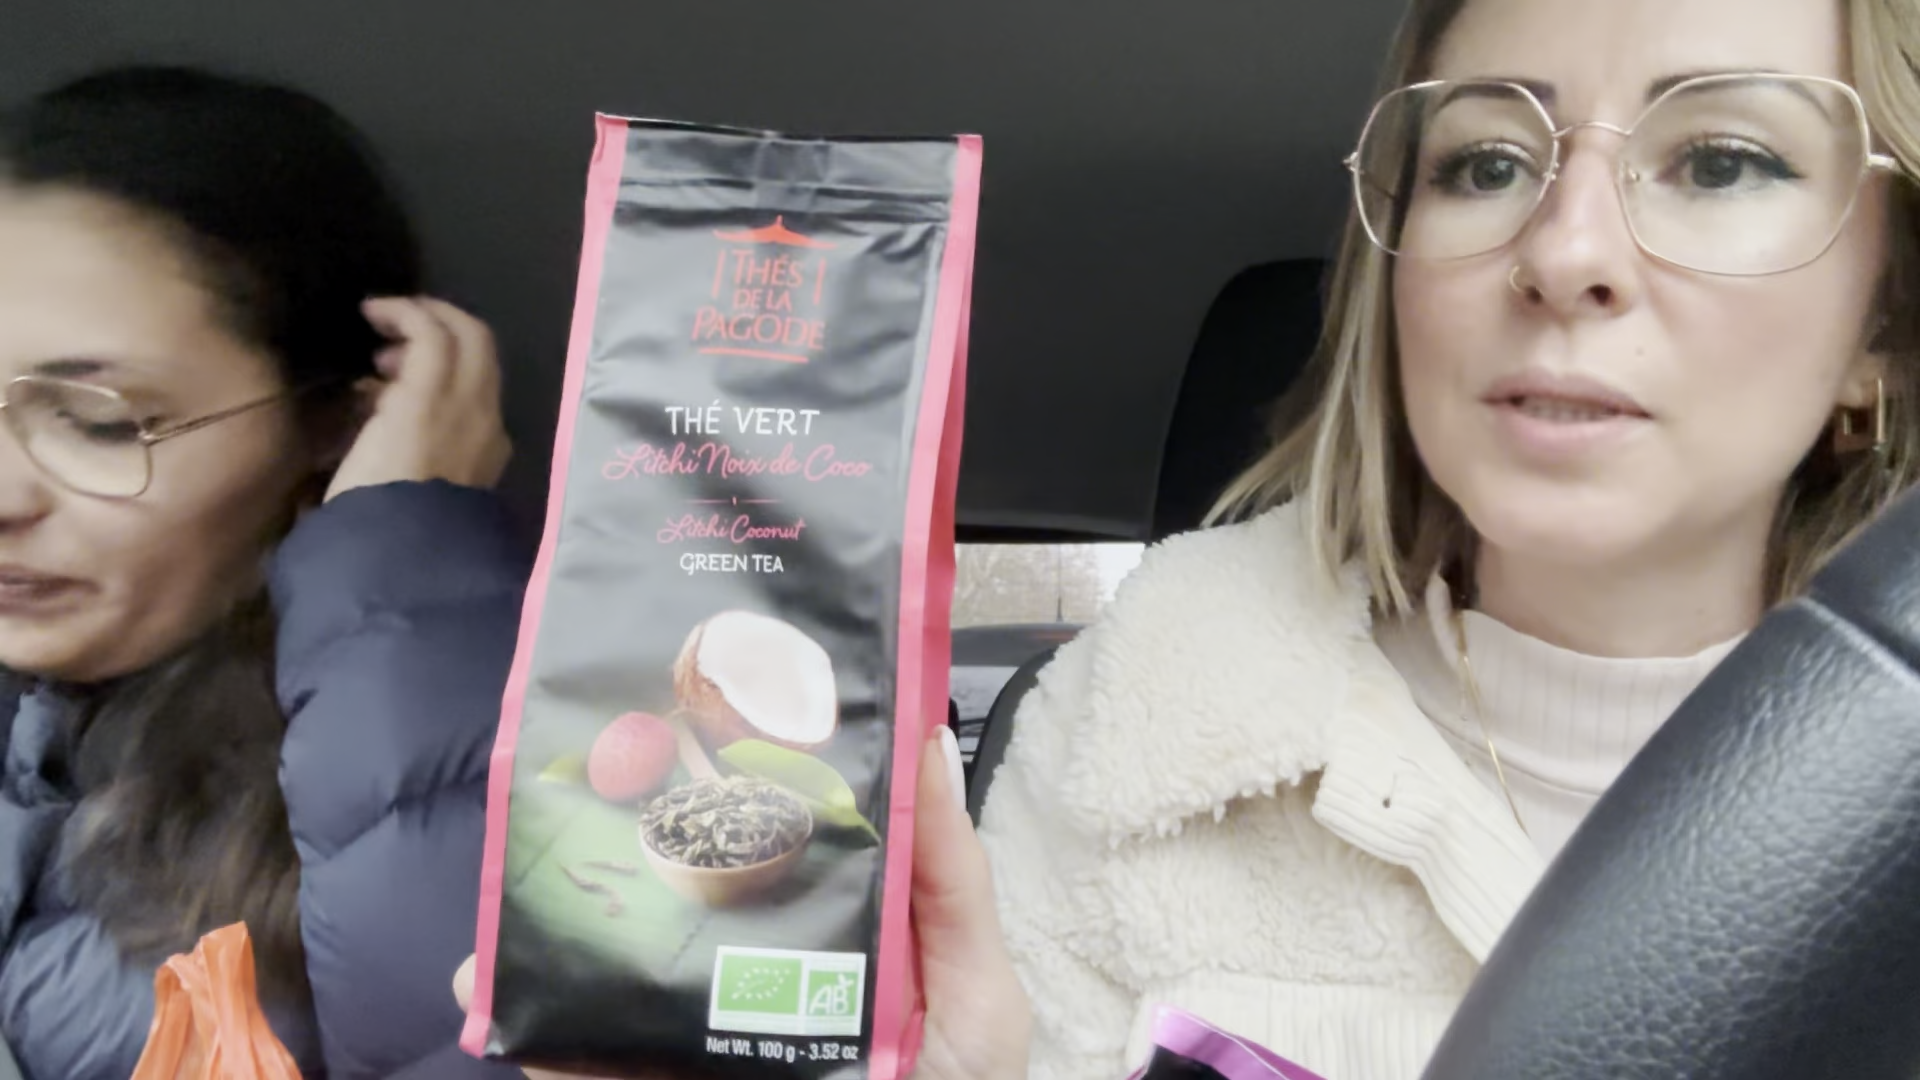 THÉS
DE LA
PAGODE
THÉ VERT
Litchi Noix de Coco
Litchi Coconut
GREEN TEA
AB
Net Wt. 100 g - 3.52 oz